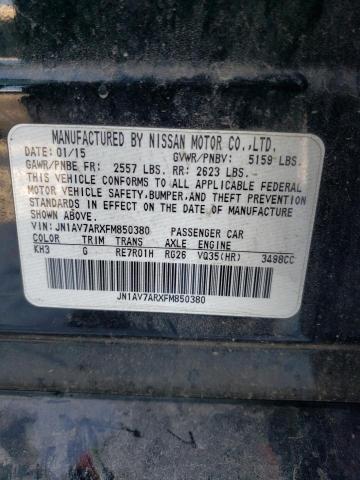 MANUFACTURED BY NISSAN MOTOR CO.,LTD.
DATE: 01/15 GVWR/PNBV: 5159 LBS.
GAWR/PNBE FR: 2557 LBS. RR: 2623 LBS.
THIS VEHICLE CONFORMS TO ALL APPLICABLE FEDERAL
MOTOR VEHICLE SAFETY,BUMPER,AND THEFT PREVENTION
STANDARDS IN EFFECT ON THE DATE OF MANUFACTURE
SHOWN ABOVE.
VIN: JN1AV7ARXFM850380 PASSENGER CAR
COLOR TRIM TRANS AXLE ENGINE
KH3 G RE7R01H RG26 VQ35(HR) 3498CC
JN1AV7ARXFM850380